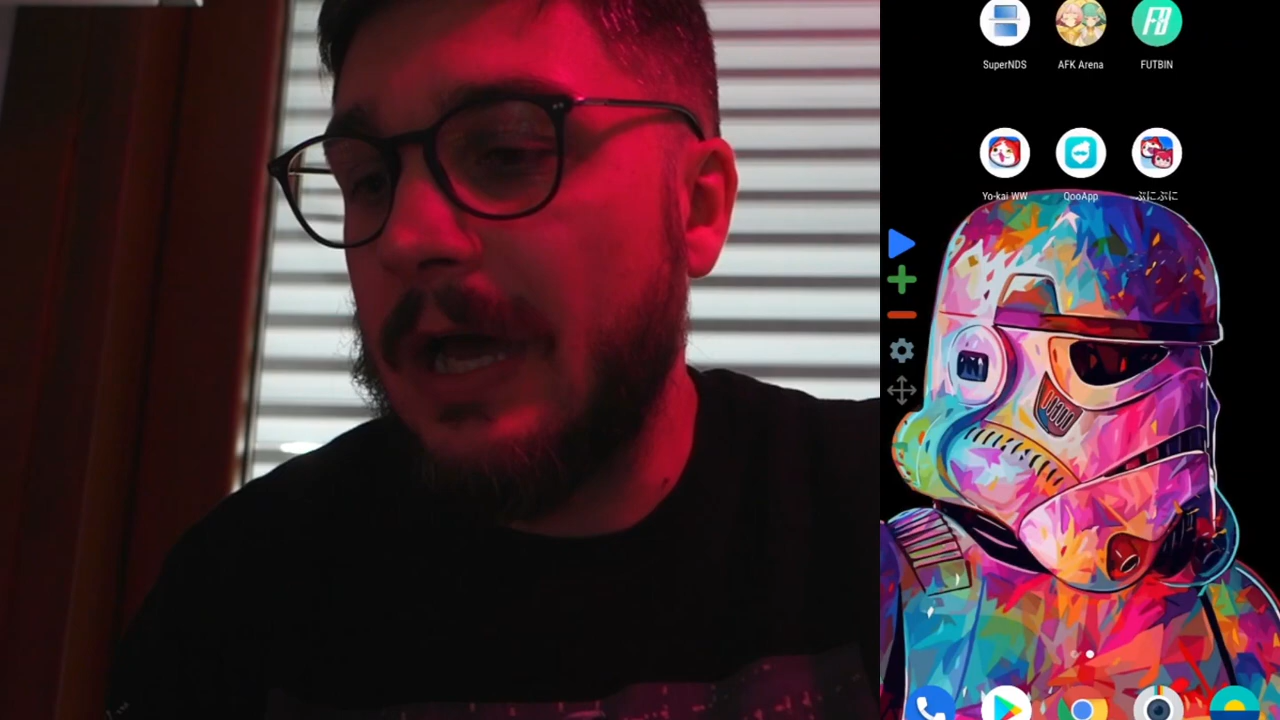 SuperNDS
AFK Arena
FUTBIN
Yo-kai WW
QooApp
ぷにぷに